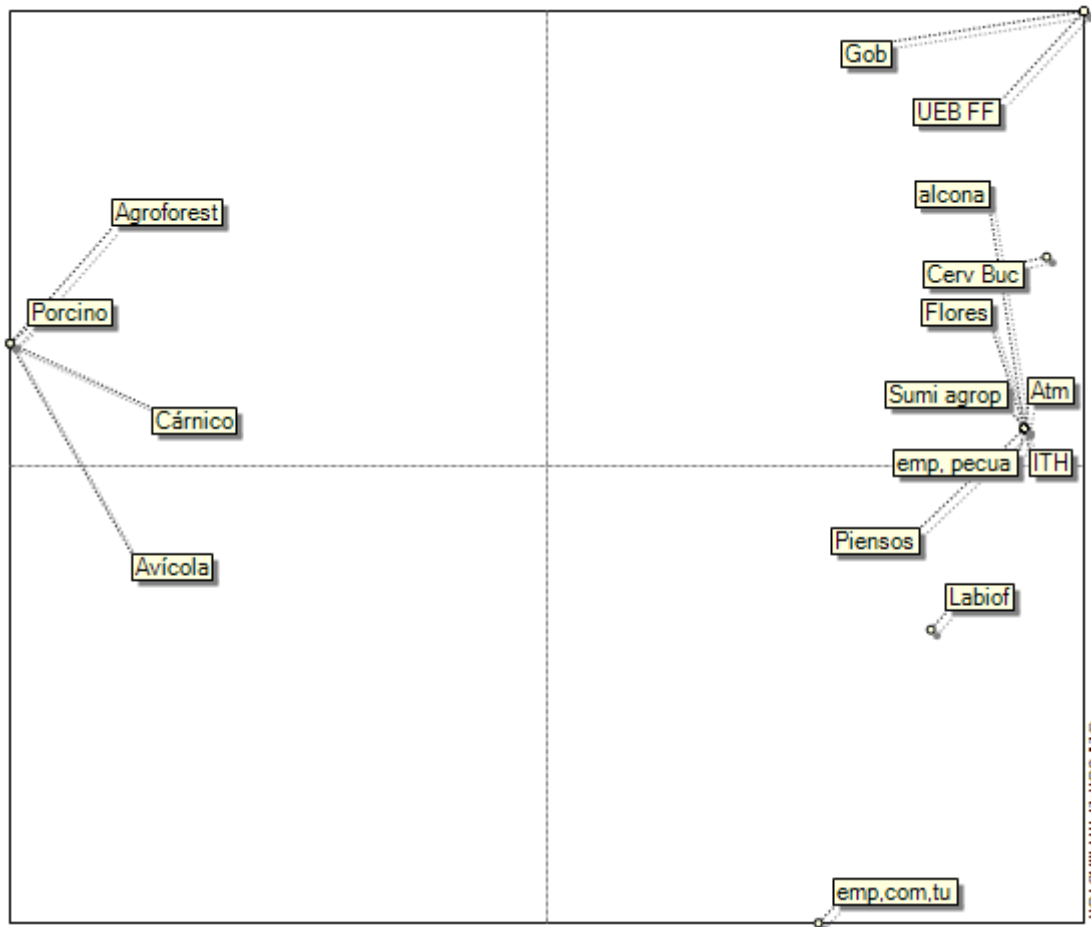 Gob
UEB FF
alcona
Agroforest
Cerv Buc
Porcino
Flores
Sumi agrop
Atm
Cárnico
emp, pecua
ITH
Piensos
Avícola
Labiof
emp,com,tu